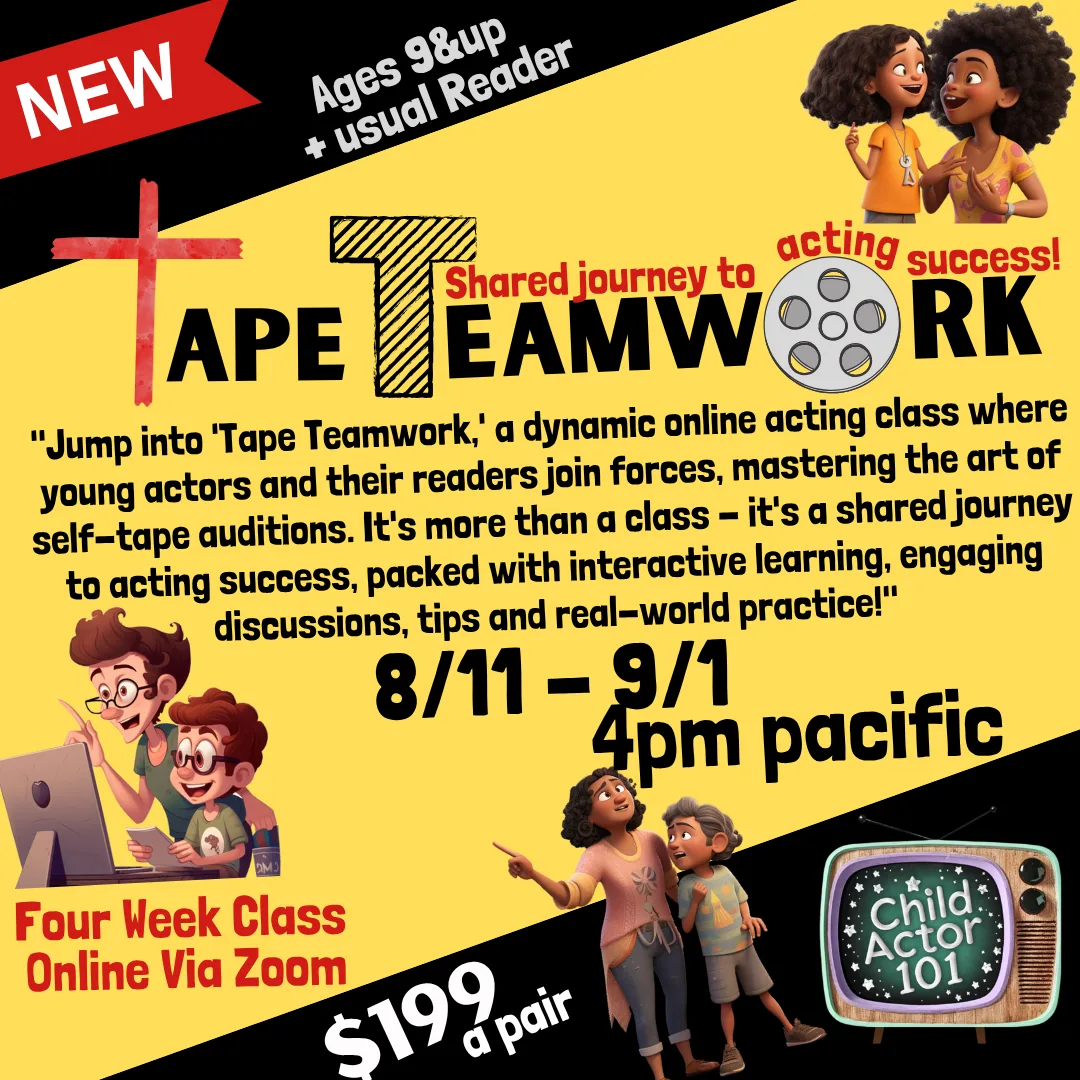 NEW
Ages 9&up
+ usual Reader
Shared journey to acting success!
TAPE TEAMWORK
"Jump into 'Tape Teamwork,' a dynamic online acting class where
young actors and their readers join forces, mastering the art of
self-tape auditions. It's more than a class - it's a shared journey
to acting success, packed with interactive learning, engaging
discussions, tips and real-world practice!"
8/11 - 9/1
4pm pacific
Four Week Class
Online Via Zoom
$199
a pair
Child
Actor
101